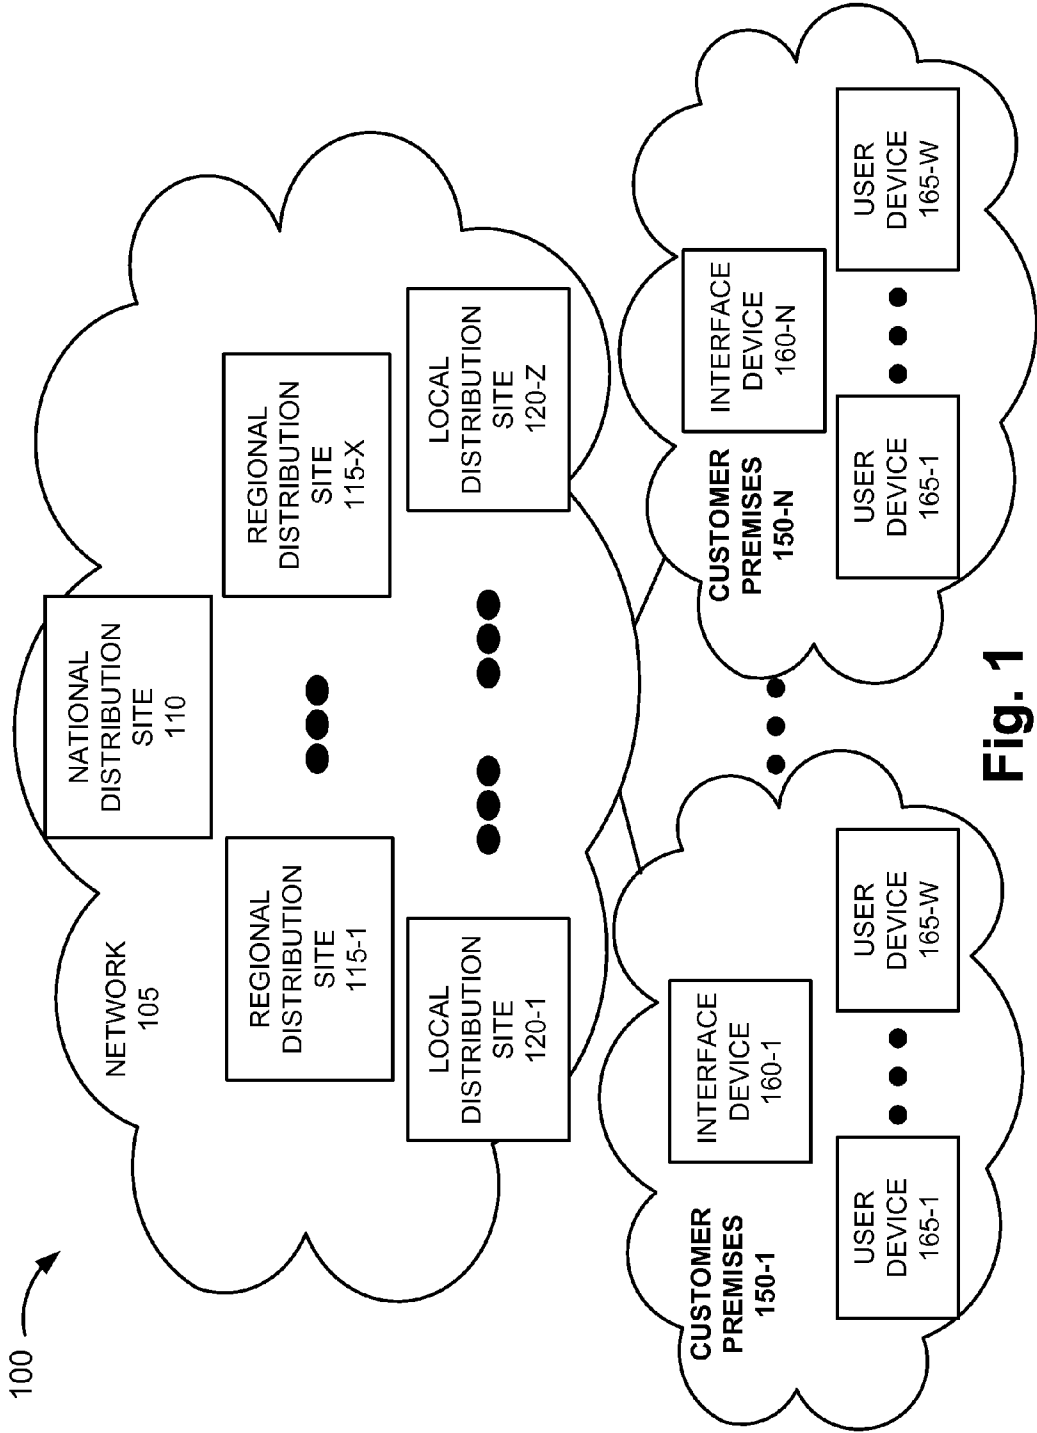 100
NETWORK
105
NATIONAL
DISTRIBUTION
SITE
110
REGIONAL
DISTRIBUTION
SITE
115-1
REGIONAL
DISTRIBUTION
SITE
115-X
LOCAL
DISTRIBUTION
SITE
120-1
LOCAL
DISTRIBUTION
SITE
120-Z
CUSTOMER
PREMISES
150-1
INTERFACE
DEVICE
160-1
USER
DEVICE
165-1
USER
DEVICE
165-W
CUSTOMER
PREMISES
150-N
INTERFACE
DEVICE
160-N
USER
DEVICE
165-1
USER
DEVICE
165-W
Fig. 1